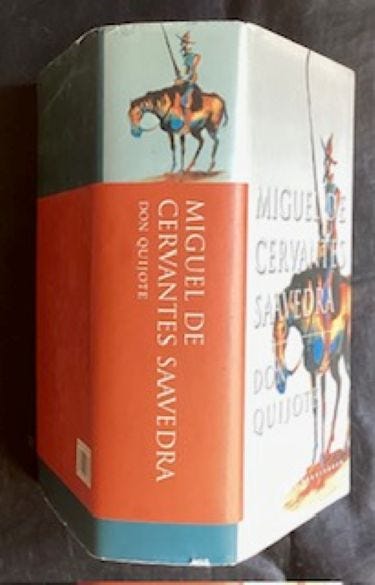 MIGUEL DE
CERVANTES SAAVEDRA
DON QUIJOTE
MIGUEL DE
CERVANTES
SAAVEDRA
DON
QUIJOTE